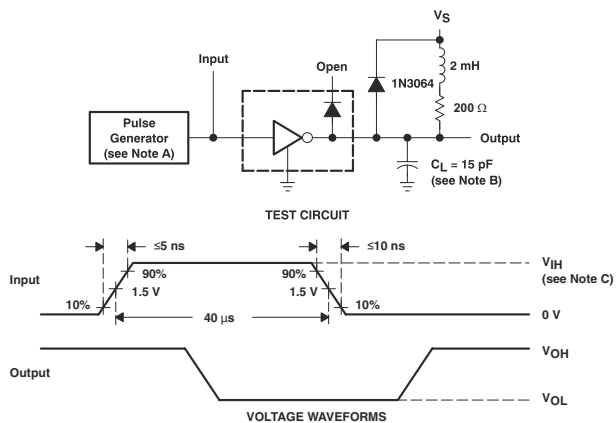 VS
Input
Open
1N3064
2 mH
200 Ω
Pulse
Generator
(see Note A)
Output
CL = 15 pF
(see Note B)
TEST CIRCUIT
≤5 ns
≤10 ns
Input
90%
90%
VIH
(see Note C)
1.5 V
1.5 V
10%
10%
40 μs
0 V
Output
VOH
VOL
VOLTAGE WAVEFORMS